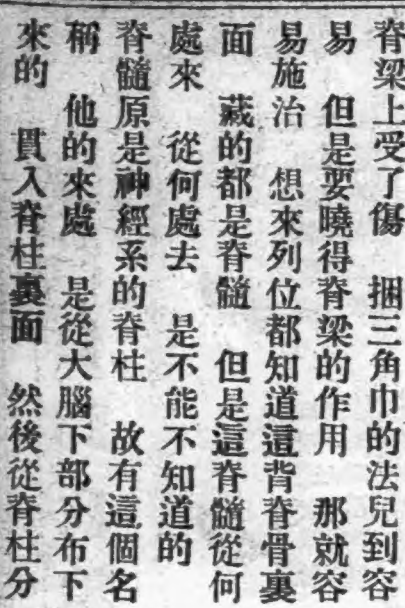 脊梁上受了傷　捆三角巾的法兒到容
易　但是要曉得脊梁的作用　那就容
易施治　想來列位都知道這背脊骨裏
面　藏的都是脊髓　但是這脊髓從何
處來　從何處去　是不能不知道的
脊髓原是神經系的脊柱　故有這個名
稱　他的來處　是從大腦下部分布下
來的　貫入脊柱裏面　然後從脊柱分